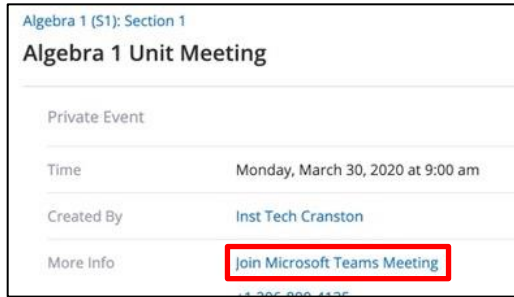 Algebra 1 (S1): Section 1
Algebra 1 Unit Meeting
Private Event
Time Monday, March 30, 2020 at 9:00 am
Created By Inst Tech Cranston
More Info Join Microsoft Teams Meeting